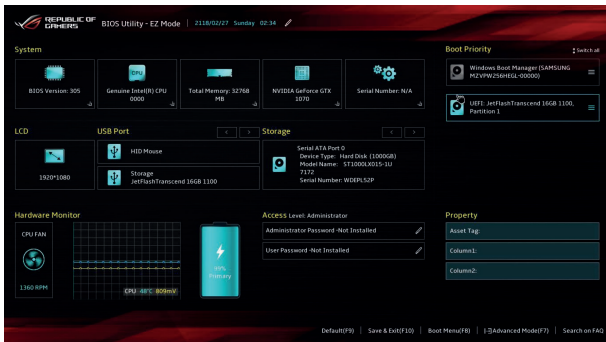 REPUBLIC OF
GAMERS
BIOS Utility - EZ Mode
2118/02/27 Sunday 02:34
System
BIOS Version: 305
Genuine Intel(R) CPU
0000
Total Memory: 32768
MB
NVIDIA GeForce GTX
1070
Serial Number: N/A
Boot Priority
Switch all
Windows Boot Manager (SAMSUNG
MZVPW256HEGL-00000)
UEFI: JetFlashTranscend 16GB 1100,
Partition 1
LCD
1920*1080
USB Port
HID Mouse
Storage
JetFlashTranscend 16GB 1100
Storage
Serial ATA Port 0
Device Type: Hard Disk (1000GB)
Model Name: ST1000LX015-1U
7172
Serial Number: WDEPL52P
Hardware Monitor
CPU FAN
1360 RPM
CPU 48°C 809mV
49%
Primary
Access Level: Administrator
Administrator Password -Not Installed
User Password -Not Installed
Property
Asset Tag:
Column1:
Column2:
Default(F9)
Save & Exit(F10)
Boot Menu(F8)
Advanced Mode(F7)
Search on FAQ